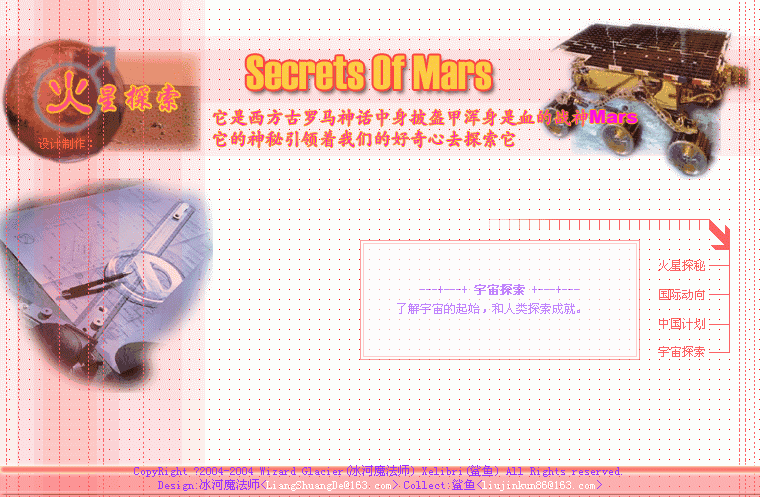 Secrets Of Mars
火星探索
它是西方古罗马神话中身披盔甲浑身是血的战神Mars
它的神秘引领着我们的好奇心去探索它
设计制作:
火星探秘
---+---+ 宇宙探索 +---+---
国际动向
了解宇宙的起始,和人类探索成就。
中国计划
宇宙探索
CopyRight ?2004-2004 Wizard Glacier(冰河魔法师) Xelibri(鲨鱼) All Rights reserved.
Design:冰河魔法师<LiangShuangDe@163.com> Collect:鲨鱼<liujinkun86@163.com>